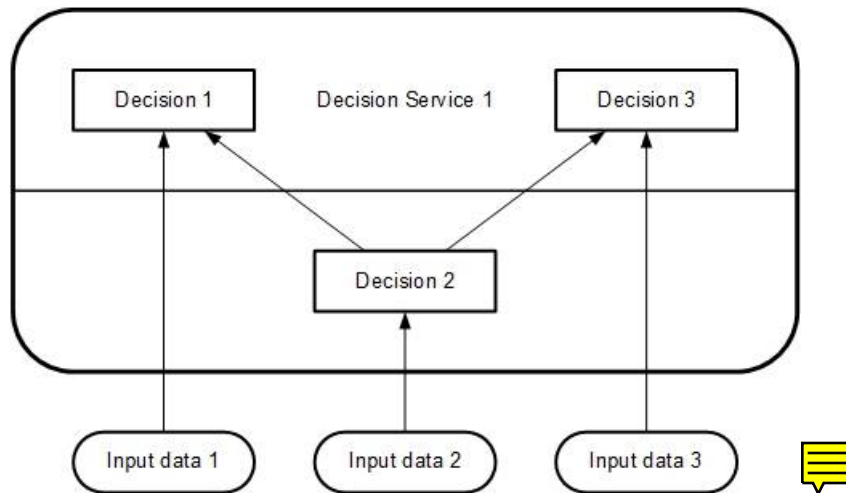 Decision 1
Decision Service 1
Decision 3
Decision 2
Input data 1
Input data 2
Input data 3